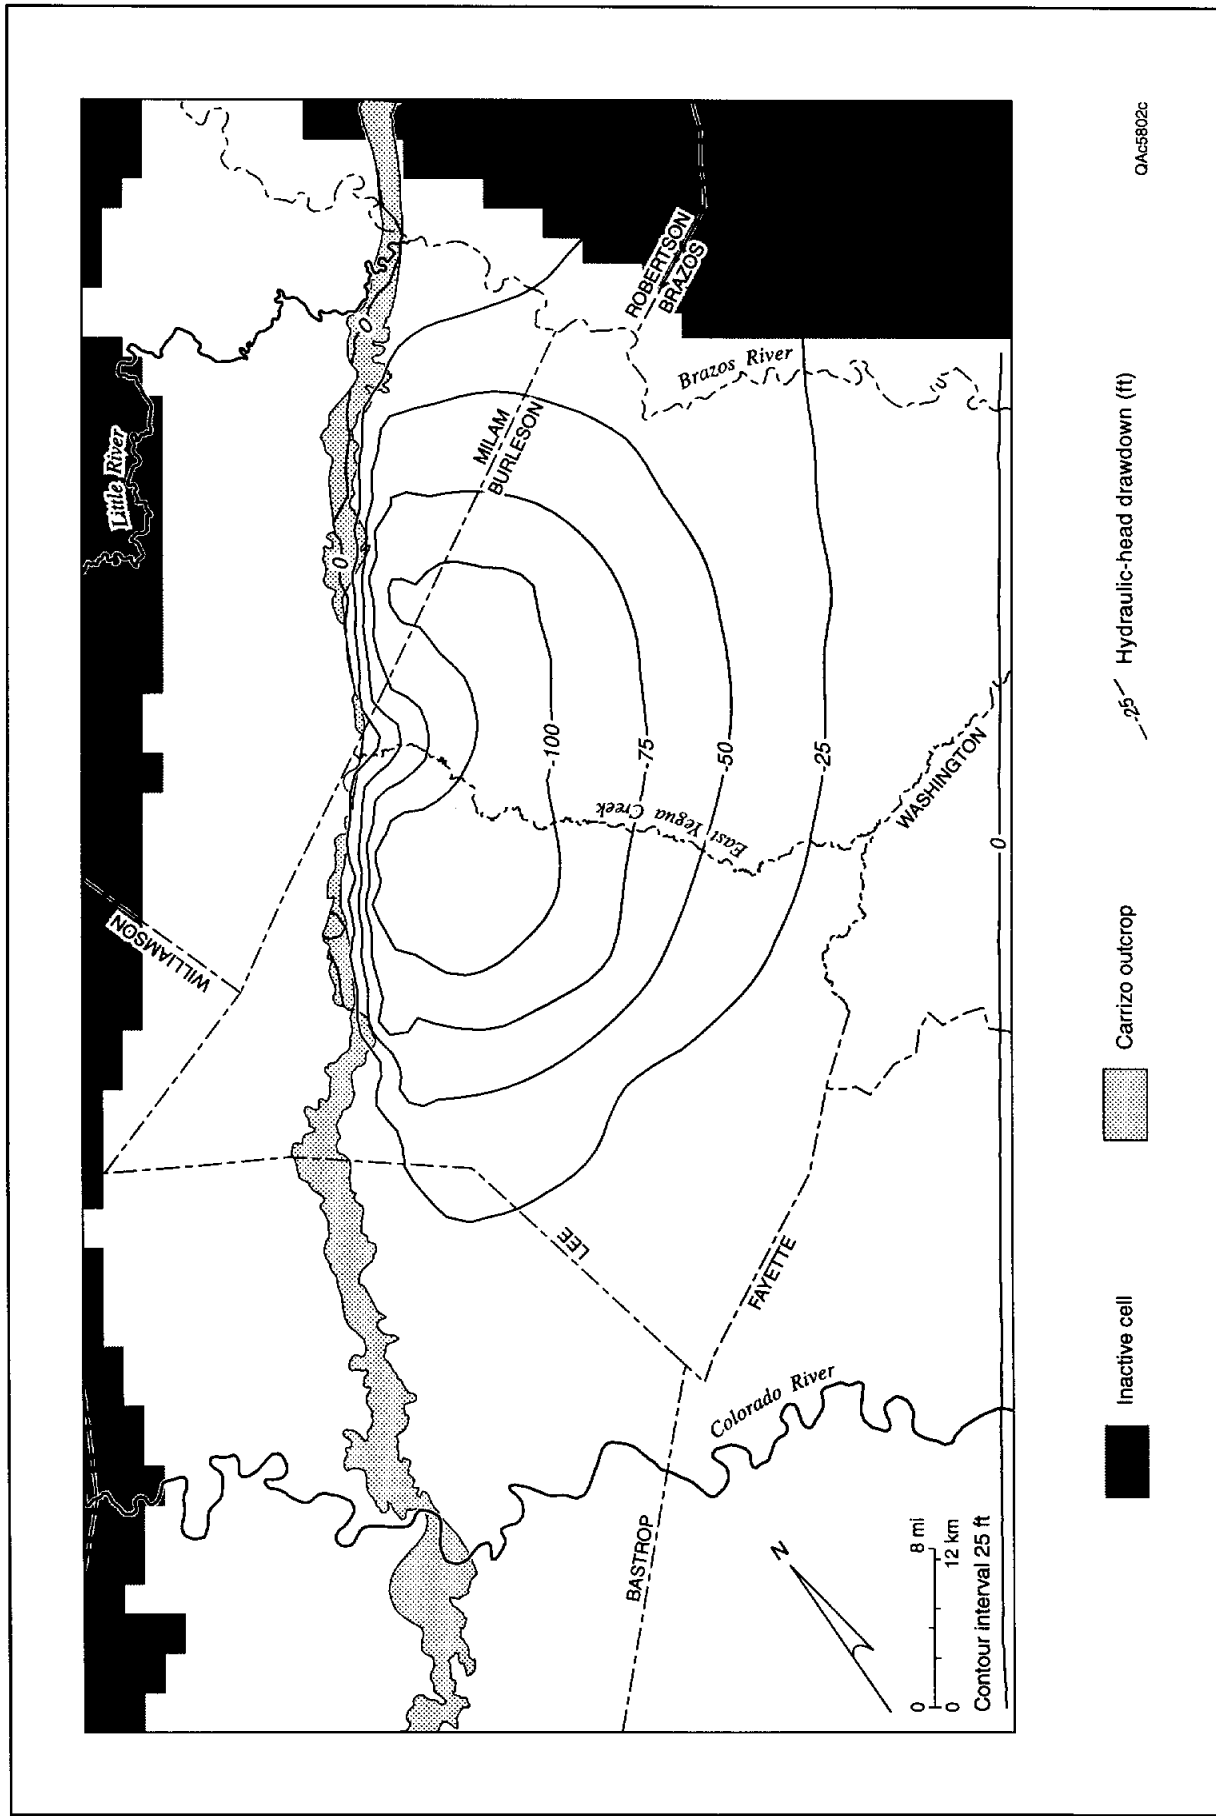 Little River
WILLIAMSON
0
0
MILAM
BURLESON
ROBERTSON
BRAZOS
Brazos River
-100
-75
-50
-25
East Yegua Creek
WASHINGTON
0
LEE
FAYETTE
Colorado River
BASTROP
N
0 8 mi
0 12 km
Contour interval 25 ft
Inactive cell
Carrizo outcrop
-25 Hydraulic-head drawdown (ft)
QAc5802c